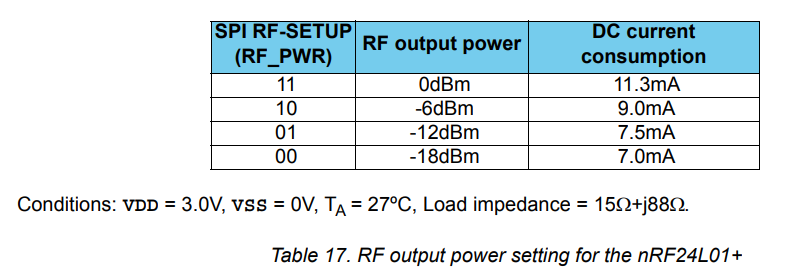 SPI RF-SETUP (RF_PWR) RF output power DC current consumption
11 0dBm 11.3mA
10 -6dBm 9.0mA
01 -12dBm 7.5mA
00 -18dBm 7.0mA
Conditions: VDD = 3.0V, VSS = 0V, TA = 27ºC, Load impedance = 15Ω+j88Ω.
Table 17. RF output power setting for the nRF24L01+